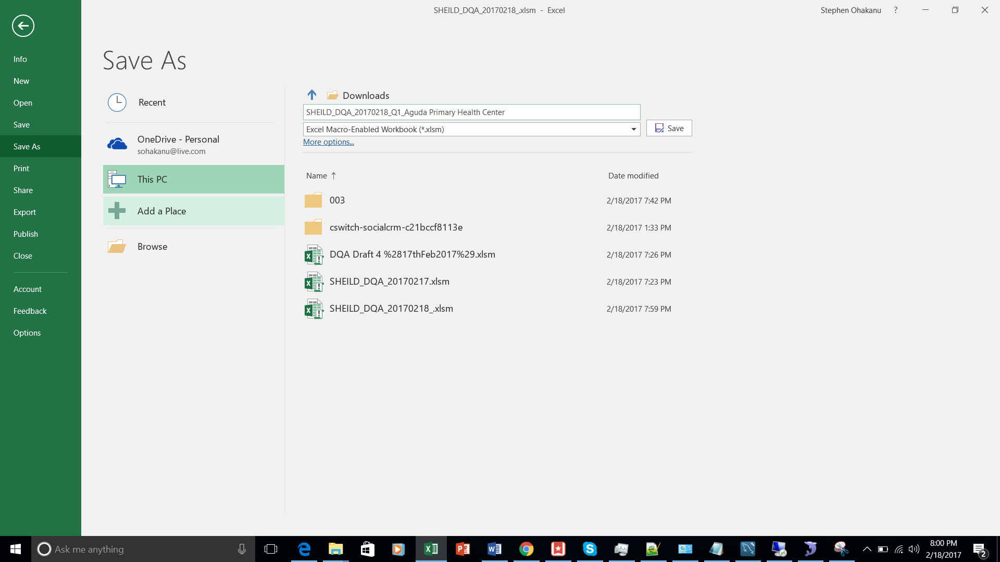 SHEILD_DQA_20170218_.xlsm - Excel
Stephen Ohakanu ?
Info
New
Open
Save
Save As
Print
Share
Export
Publish
Close
Account
Feedback
Options
Save As
Recent
OneDrive - Personal
sohakanu@live.com
This PC
Add a Place
Browse
Downloads
SHEILD_DQA_20170218_Q1_Aguda Primary Health Center
Excel Macro-Enabled Workbook (*.xlsm)
Save
More options...
Name Date modified
003 2/18/2017 7:42 PM
cswitch-socialcrm-c21bccf8113e 2/18/2017 1:33 PM
DQA Draft 4 %2817thFeb2017%29.xlsm 2/18/2017 7:26 PM
SHEILD_DQA_20170217.xlsm 2/18/2017 7:23 PM
SHEILD_DQA_20170218_.xlsm 2/18/2017 7:59 PM
Ask me anything
8:00 PM
2/18/2017
2